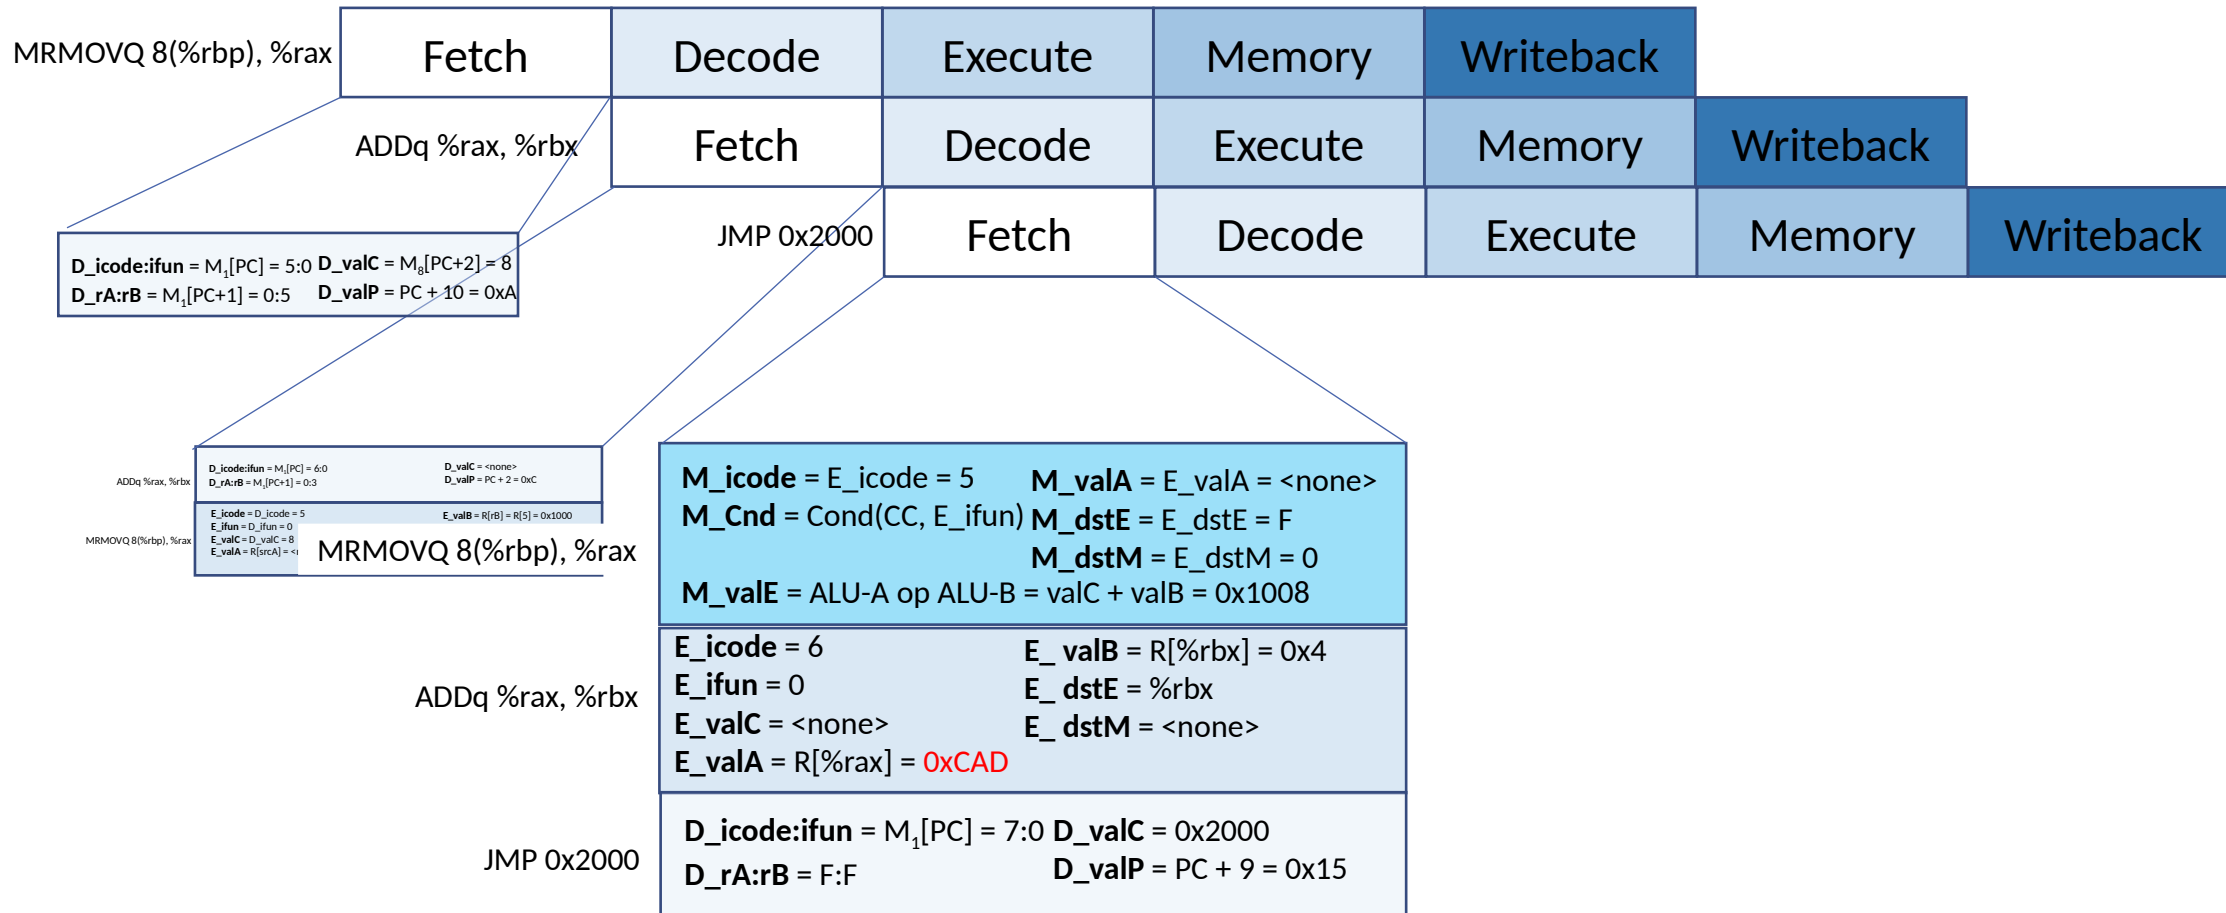 MRMOVQ 8(%rbp), %rax Fetch Decode Execute Memory Writeback
ADDq %rax, %rbx Fetch Decode Execute Memory Writeback
JMP 0x2000 Fetch Decode Execute Memory Writeback
D_icode:ifun = M1[PC] = 5:0 D_valC = M8[PC+2] = 8
D_rA:rB = M1[PC+1] = 0:5 D_valP = PC + 10 = 0xA
ADDq %rax, %rbx
D_icode:ifun = M1[PC] = 6:0 D_valC = <none>
D_rA:rB = M1[PC+1] = 0:3 D_valP = PC + 2 = 0xC
MRMOVQ 8(%rbp), %rax
E_icode = D_icode = 5 E_valB = R[rB] = R[5] = 0x1000
E_ifun = D_ifun = 0
E_valC = D_valC = 8
E_valA = R[srcA] =
MRMOVQ 8(%rbp), %rax
M_icode = E_icode = 5 M_valA = E_valA = <none>
M_Cnd = Cond(CC, E_ifun) M_dstE = E_dstE = F
M_dstM = E_dstM = 0
M_valE = ALU-A op ALU-B = valC + valB = 0x1008
ADDq %rax, %rbx
E_icode = 6 E_ valB = R[%rbx] = 0x4
E_ifun = 0 E_ dstE = %rbx
E_valC = <none> E_ dstM = <none>
E_valA = R[%rax] = 0xCAD
JMP 0x2000
D_icode:ifun = M1[PC] = 7:0 D_valC = 0x2000
D_rA:rB = F:F D_valP = PC + 9 = 0x15